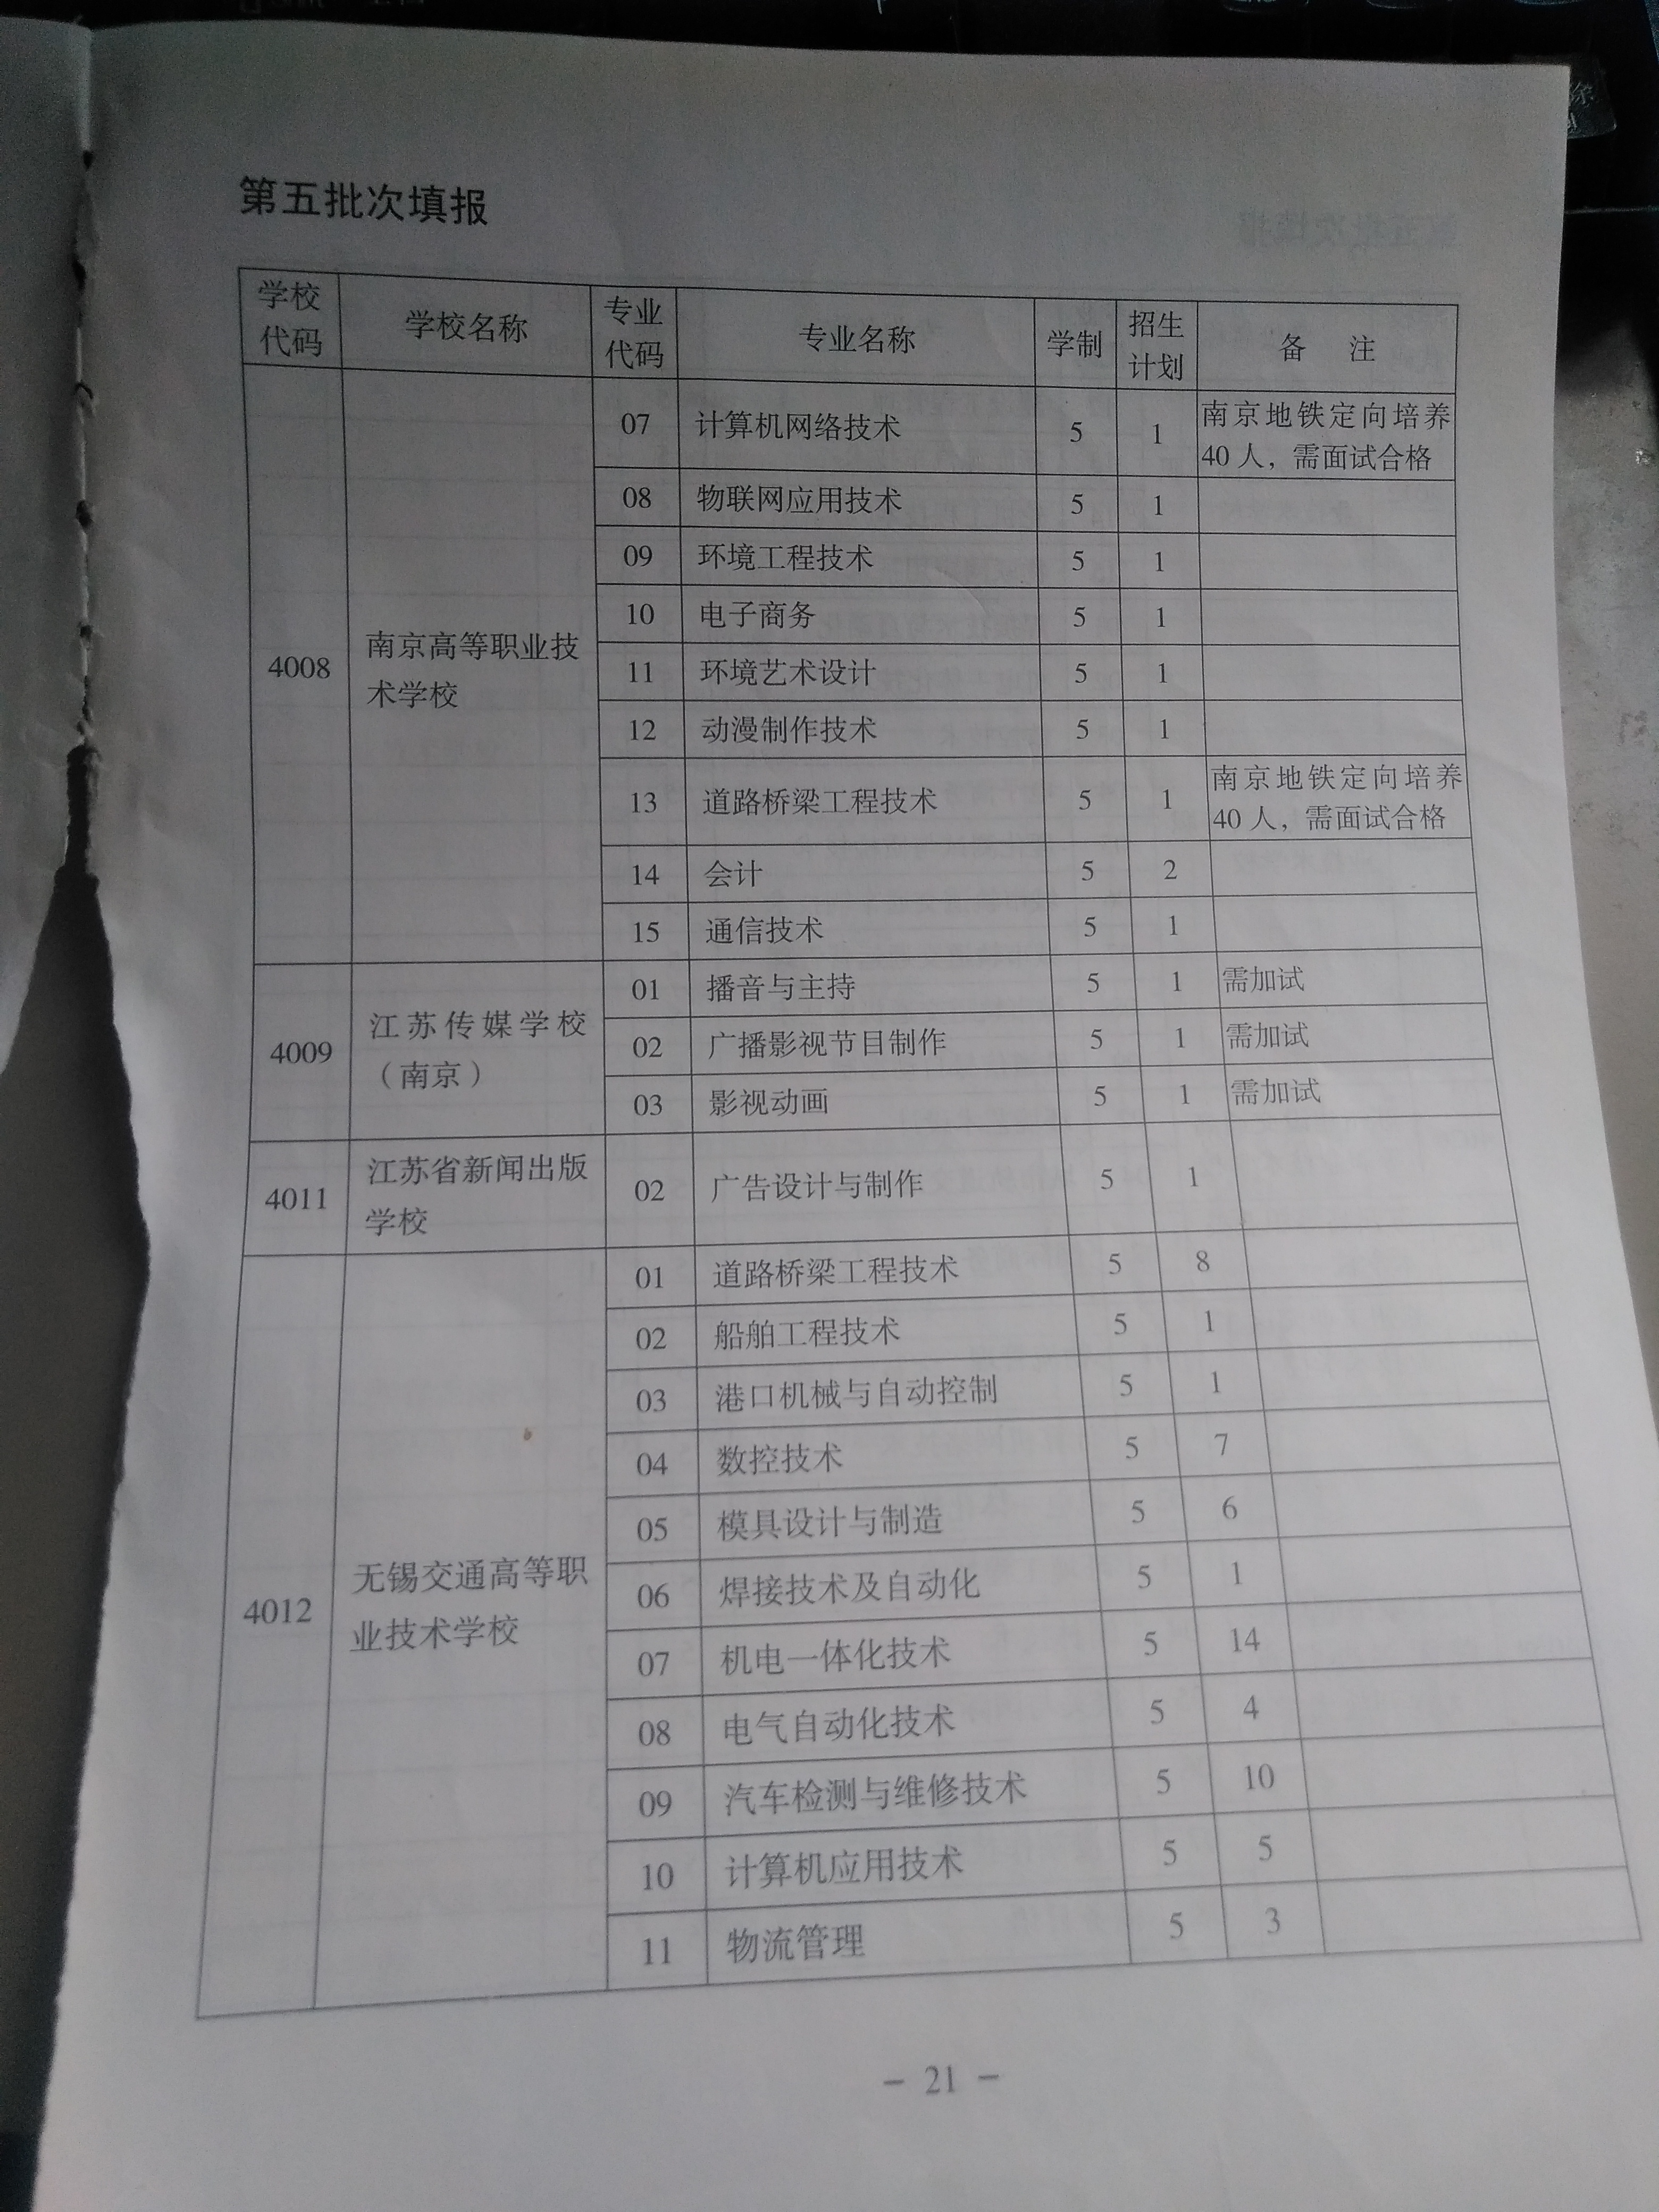 第五批次填报
学校代码 学校名称 专业代码 专业名称 学制 招生计划 备 注
4008 南京高等职业技术学校 07 计算机网络技术 5 1 南京地铁定向培养40人，需面试合格
08 物联网应用技术 5 1
09 环境工程技术 5 1
10 电子商务 5 1
11 环境艺术设计 5 1
12 动漫制作技术 5 1
13 道路桥梁工程技术 5 1 南京地铁定向培养40人，需面试合格
14 会计 5 2
15 通信技术 5 1
4009 江苏传媒学校（南京） 01 播音与主持 5 1 需加试
02 广播影视节目制作 5 1 需加试
03 影视动画 5 1 需加试
4011 江苏省新闻出版学校 02 广告设计与制作 5 1
4012 无锡交通高等职业技术学校 01 道路桥梁工程技术 5 8
02 船舶工程技术 5 1
03 港口机械与自动控制 5 1
04 数控技术 5 7
05 模具设计与制造 5 6
06 焊接技术及自动化 5 1
07 机电一体化技术 5 14
08 电气自动化技术 5 4
09 汽车检测与维修技术 5 10
10 计算机应用技术 5 5
11 物流管理 5 3
－ 21 －